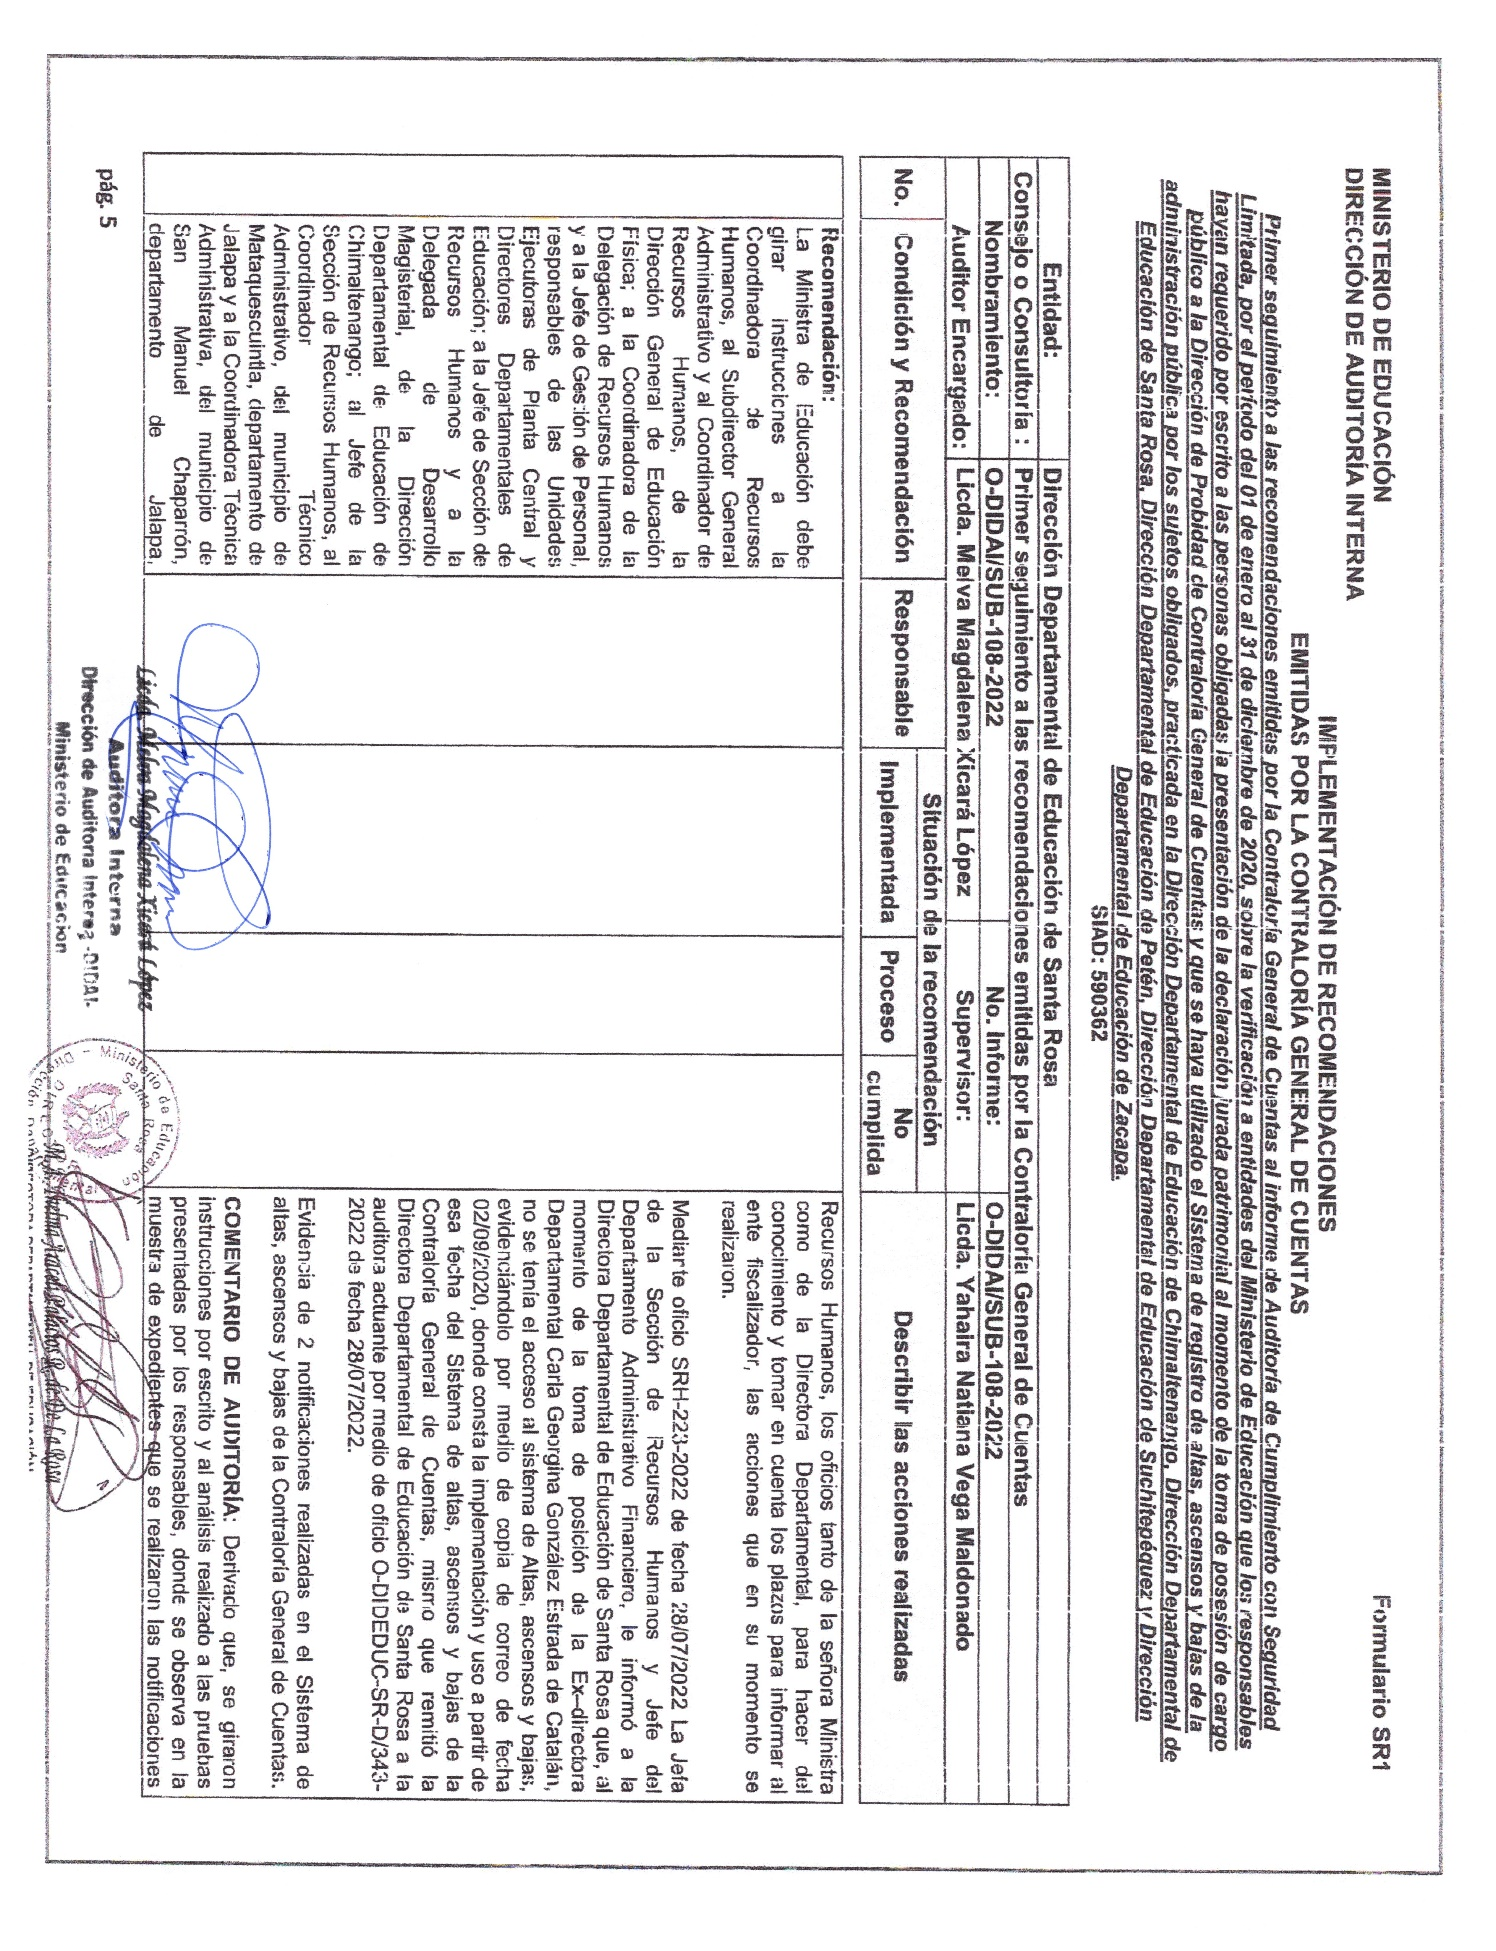 MINISTERIO DE EDUCACIÓN
DIRECCIÓN DE AUDITORÍA INTERNA
Formulario SR1
IMPLEMENTACIÓN DE RECOMENDACIONES
EMITIDAS POR LA CONTRALORÍA GENERAL DE CUENTAS
Primer seguimiento a las recomendaciones emitidas por la Contraloría General de Cuentas al informe de Auditoría de Cumplimiento con Seguridad
Limitada, por el período del 01 de enero al 31 de diciembre de 2020, sobre la verificación a entidades del Ministerio de Educación que los responsables
hayan requerido por escrito a las personas obligadas la presentación de la declaración jurada patrimonial al momento de la toma de posesión de cargo
público a la Dirección de Probidad de Contraloría General de Cuentas y que se haya utilizado el Sistema de registro de altas, ascensos y bajas de la
administración pública por los sujetos obligados, practicada en la Dirección Departamental de Educación de Chimaltenango, Dirección Departamental de
Educación de Santa Rosa, Dirección Departamental de Educación de Petén, Dirección Departamental de Educación de Suchitepéquez y Dirección
Departamental de Educación de Zacapa.
SIAD: 590362
Entidad: Dirección Departamental de Educación de Santa Rosa
Consejo o Consultoría : Primer seguimiento a las recomendaciones emitidas por la Contraloría General de Cuentas
Nombramiento: O-DIDAI/SUB-108-2022 No. Informe: O-DIDAI/SUB-108-2022
Auditor Encargado: Licda. Melva Magdalena Xicará López Supervisor: Licda. Yahaira Natiana Vega Maldonado
No. Condición y Recomendación Responsable Situación de la recomendación Describir las acciones realizadas
Implementada Proceso No cumplida
Recomendación:
La Ministra de Educación debe
girar instrucciones a la
Coordinadora de Recursos
Humanos, al Subdirector General
Administrativo y al Coordinador de
Recursos Humanos, de la
Dirección General de Educación
Física; a la Coordinadora de la
Delegación de Recursos Humanos
y a la Jefe de Gestión de Personal,
responsables de las Unidades
Ejecutoras de Planta Central y
Directores Departamentales de
Educación; a la Jefe de Sección de
Recursos Humanos y a la
Delegada de Desarrollo
Magisterial, de la Dirección
Departamental de Educación de
Chimaltenango; al Jefe de la
Sección de Recursos Humanos, al
Coordinador Técnico
Administrativo, del municipio de
Mataquescuintla, departamento de
Jalapa y a la Coordinadora Técnica
Administrativa, del municipio de
San Manuel Chaparrón,
departamento de Jalapa,
Recursos Humanos, los oficios tanto de la señora Ministra
como de la Directora Departamental, para hacer del
conocimiento y tomar en cuenta los plazos para informar al
ente fiscalizador, las acciones que en su momento se
realizaron.
Mediante oficio SRH-223-2022 de fecha 28/07/2022 La Jefa
de la Sección de Recursos Humanos y Jefe del
Departamento Administrativo Financiero, le informó a la
Directora Departamental de Educación de Santa Rosa que, al
momento de la toma de posición de la Ex–directora
Departamental Carla Georgina González Estrada de Catalán,
no se tenía el acceso al sistema de Altas, ascensos y bajas,
evidenciándolo por medio de copia de correo de fecha
02/09/2020, donde consta la implementación y uso a partir de
esa fecha del Sistema de altas, ascensos y bajas de la
Contraloría General de Cuentas, mismo que remitió la
Directora Departamental de Educación de Santa Rosa a la
auditora actuante por medio de oficio O-DIDEDUC-SR-D/343-
2022 de fecha 28/07/2022.
Evidencia de 2 notificaciones realizadas en el Sistema de
altas, ascensos y bajas de la Contraloría General de Cuentas.
COMENTARIO DE AUDITORÍA: Derivado que, se giraron
instrucciones por escrito y al análisis realizado a las pruebas
presentadas por los responsables, donde se observa en la
muestra de expedientes que se realizaron las notificaciones
Licda. Melva Magdalena Xicará López
Auditora Interna
Dirección de Auditoría Interna -DIDAI-
Ministerio de Educación
Ministerio de Educación
Santa Rosa
pág. 5